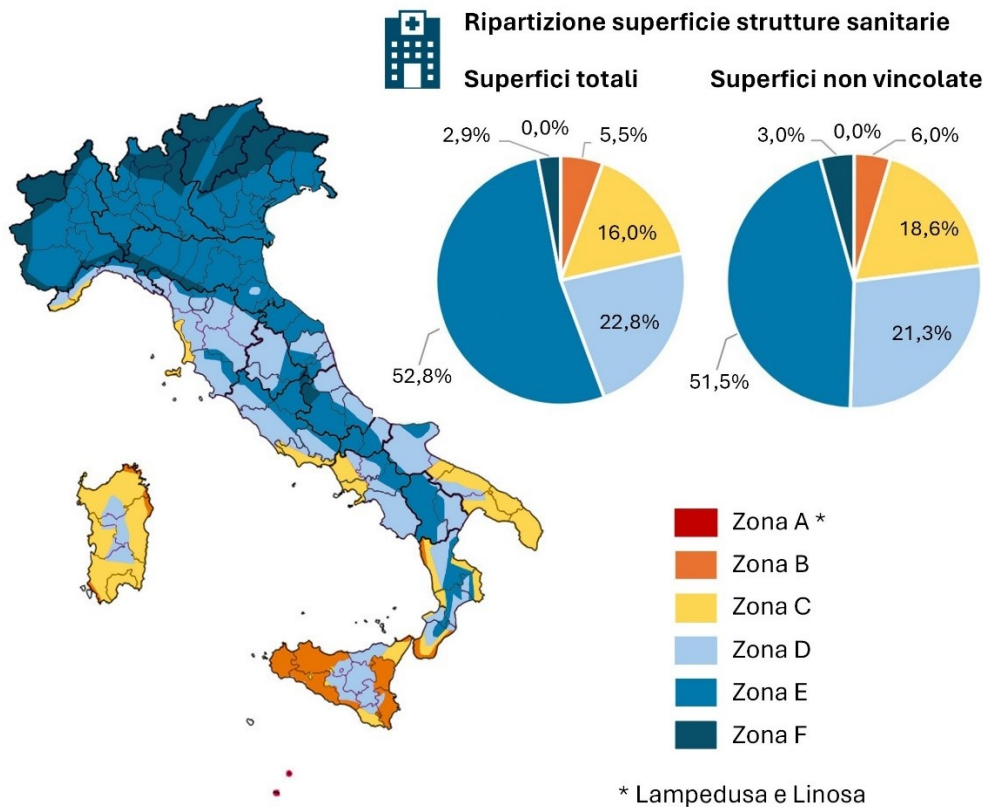 Ripartizione superficie strutture sanitarie
Superfici totali
Superfici non vincolate
2,9%
0,0%
5,5%
16,0%
22,8%
52,8%
3,0%
0,0%
6,0%
18,6%
21,3%
51,5%
Zona A *
Zona B
Zona C
Zona D
Zona E
Zona F
* Lampedusa e Linosa